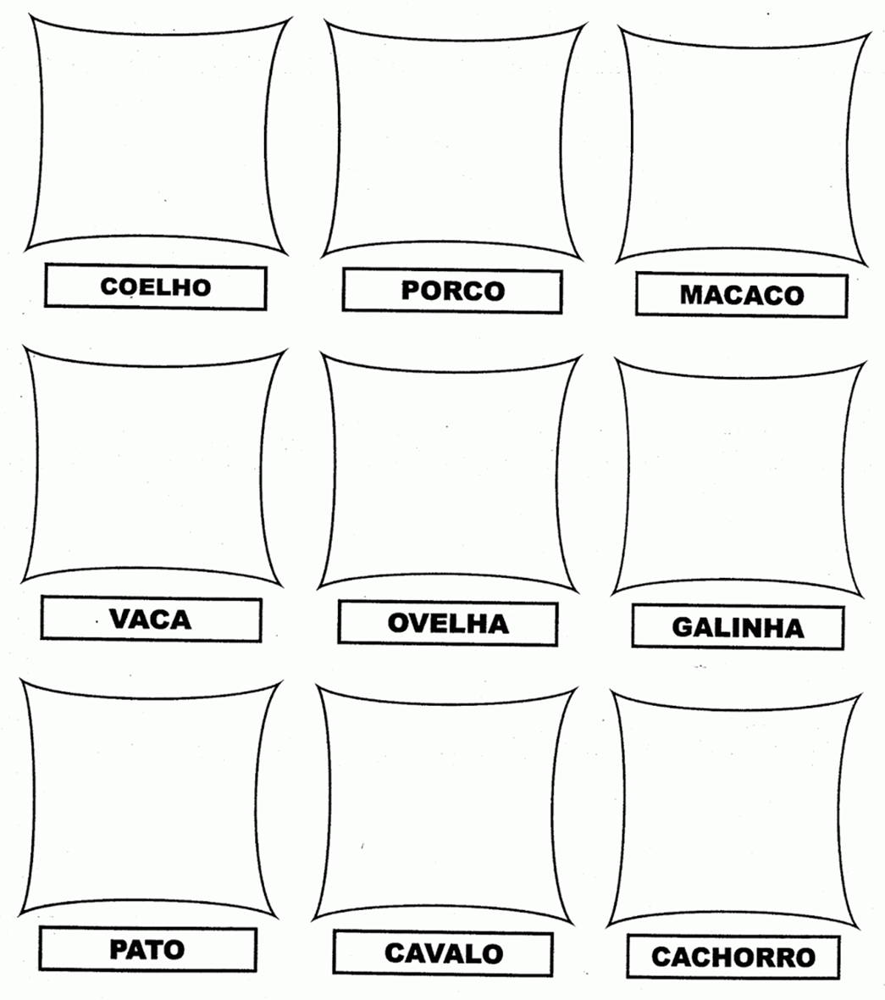 COELHO
PORCO
MACACO
VACA
OVELHA
GALINHA
PATO
CAVALO
CACHORRO